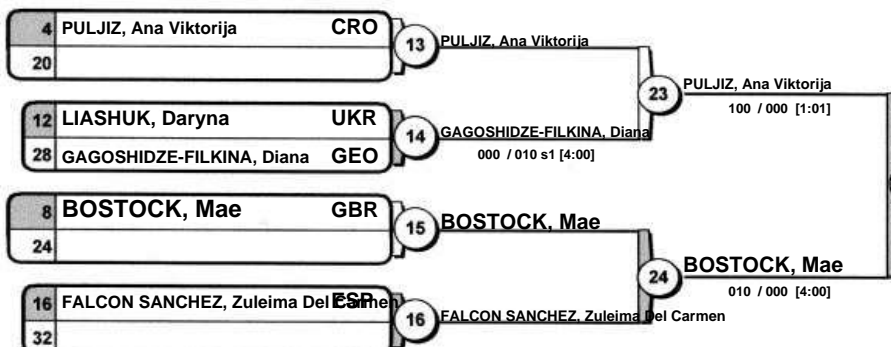 4 PULJIZ, Ana Viktorija CRO
20
13 PULJIZ, Ana Viktorija
23 PULJIZ, Ana Viktorija
100 / 000 [1:01]
12 LIASHUK, Daryna UKR
28 GAGOSHIDZE-FILKINA, Diana GEO
14 GAGOSHIDZE-FILKINA, Diana
000 / 010 s1 [4:00]
8 BOSTOCK, Mae GBR
24
15 BOSTOCK, Mae
24 BOSTOCK, Mae
010 / 000 [4:00]
16 FALCON SANCHEZ, Zuleima Del Carmen ESP
32
16 FALCON SANCHEZ, Zuleima Del Carmen